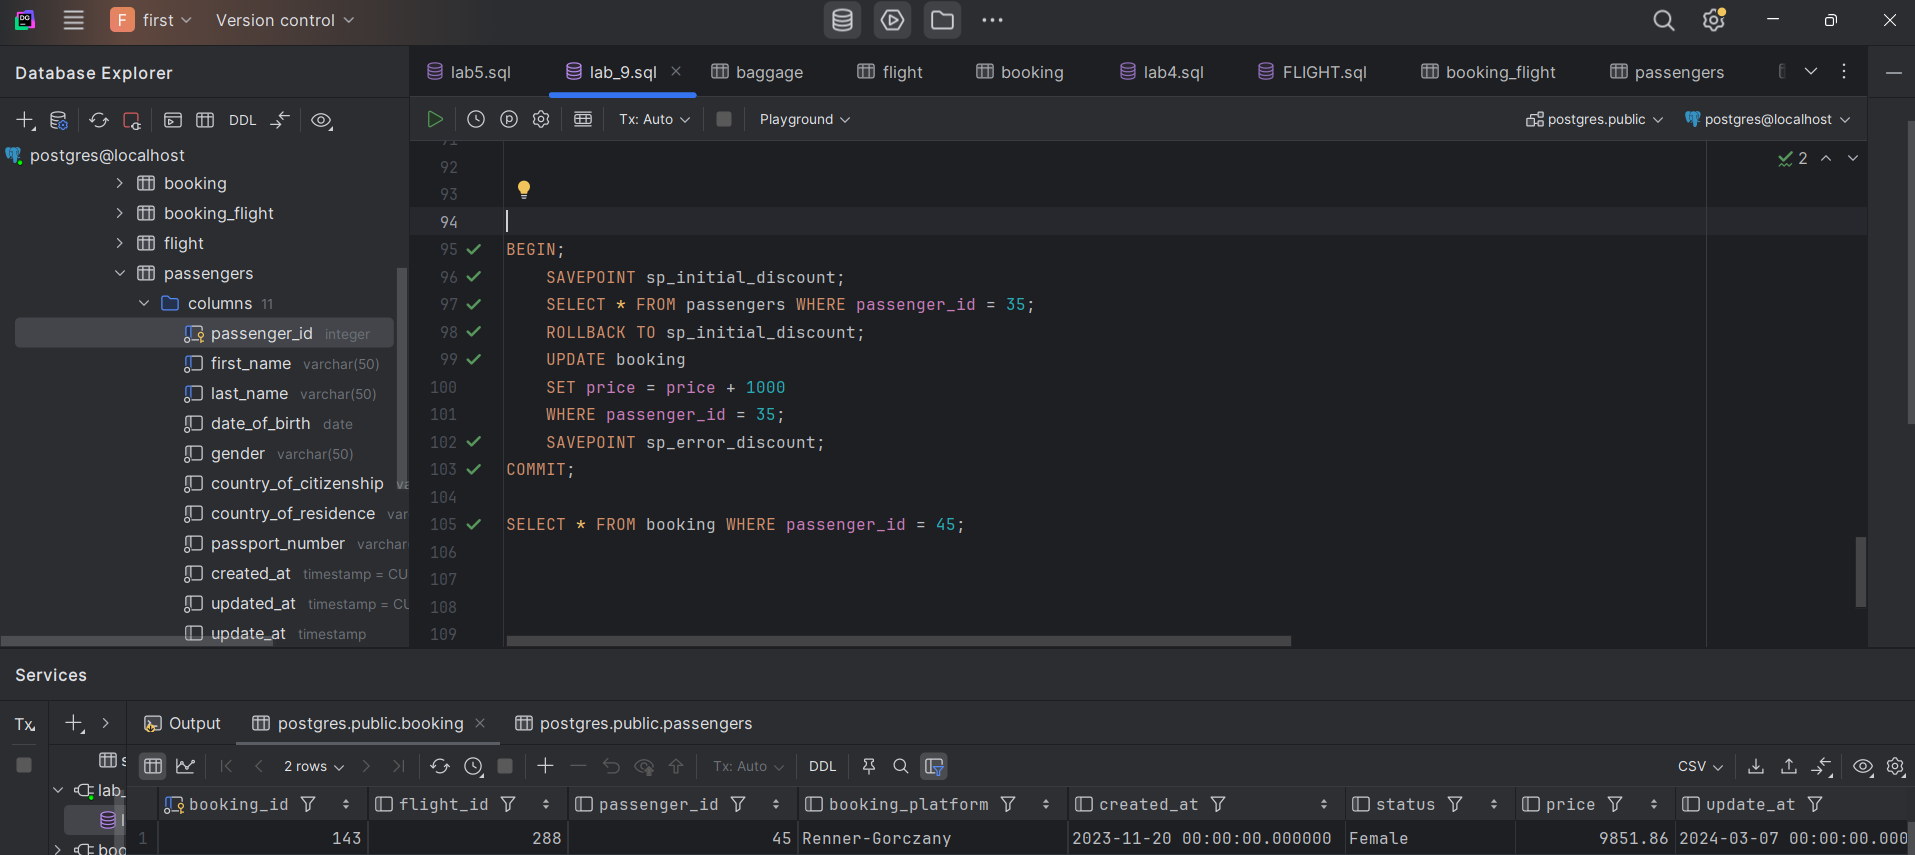 F first Version control
Database Explorer
lab5.sql lab_9.sql baggage flight booking lab4.sql FLIGHT.sql booking_flight passengers
DDL Tx: Auto Playground postgres.public postgres@localhost
postgres@localhost
booking
booking_flight
flight
passengers
columns 11
passenger_id integer
first_name varchar(50)
last_name varchar(50)
date_of_birth date
gender varchar(50)
country_of_citizenship va
country_of_residence var
passport_number varchar
created_at timestamp = CU
updated_at timestamp = CU
update_at timestamp
2
91
92
93
94
95 BEGIN;
96 SAVEPOINT sp_initial_discount;
97 SELECT * FROM passengers WHERE passenger_id = 35;
98 ROLLBACK TO sp_initial_discount;
99 UPDATE booking
100 SET price = price + 1000
101 WHERE passenger_id = 35;
102 SAVEPOINT sp_error_discount;
103 COMMIT;
104
105 SELECT * FROM booking WHERE passenger_id = 45;
106
107
108
109
Services
Tx Output postgres.public.booking postgres.public.passengers
2 rows Tx: Auto DDL CSV
s
lab_
l
boo
booking_id flight_id passenger_id booking_platform created_at status price update_at
1 143 288 45 Renner-Gorczany 2023-11-20 00:00:00.000000 Female 9851.86 2024-03-07 00:00:00.000